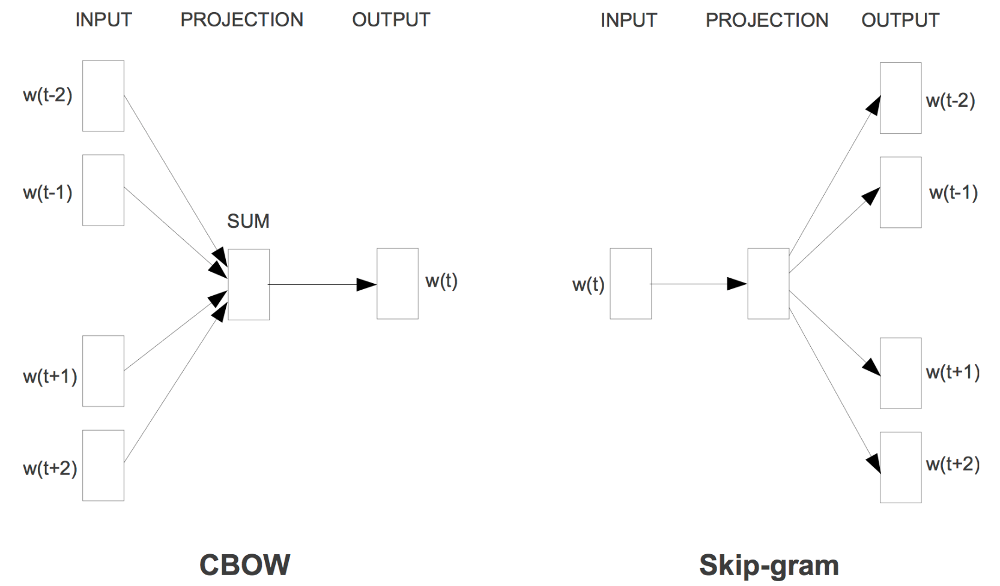 INPUT PROJECTION OUTPUT
w(t-2)
w(t-1)
SUM
w(t)
w(t+1)
w(t+2)
CBOW
INPUT PROJECTION OUTPUT
w(t-2)
w(t-1)
w(t)
w(t+1)
w(t+2)
Skip-gram